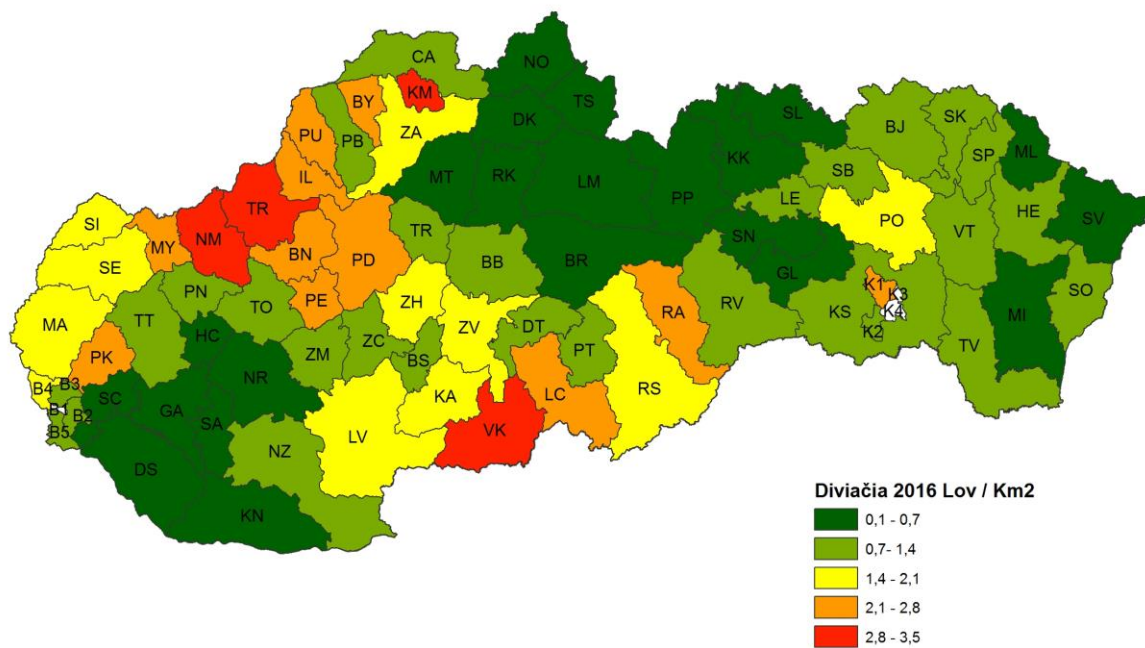 CA
NO
KM
BY
TS
PU
PB
ZA
DK
SL
BJ
SK
SP
ML
IL
MT
RK
LM
KK
SB
TR
PP
LE
HE
SV
SI
MY
NM
PO
VT
SE
BN
PD
TR
BB
BR
SN
GL
PN
TO
PE
ZH
K1
K3
SO
MA
TT
ZV
RA
RV
KS
K4
MI
HC
ZM
ZC
DT
K2
PK
BS
PT
TV
B4
B3
NR
KA
LC
RS
B1
B2
SC
GA
SA
B5
LV
VK
NZ
DS
KN
Diviačia 2016 Lov / Km2
0,1 - 0,7
0,7- 1,4
1,4 - 2,1
2,1 - 2,8
2,8 - 3,5